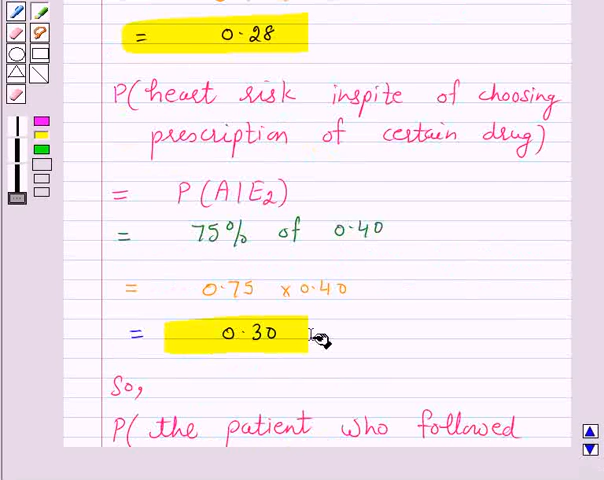 = 0.28
P(heart risk inspite of choosing
prescription of certain drug)
= P(A|E₂)
= 75% of 0.40
= 0.75 x 0.40
= 0.30
So,
P( the patient who followed